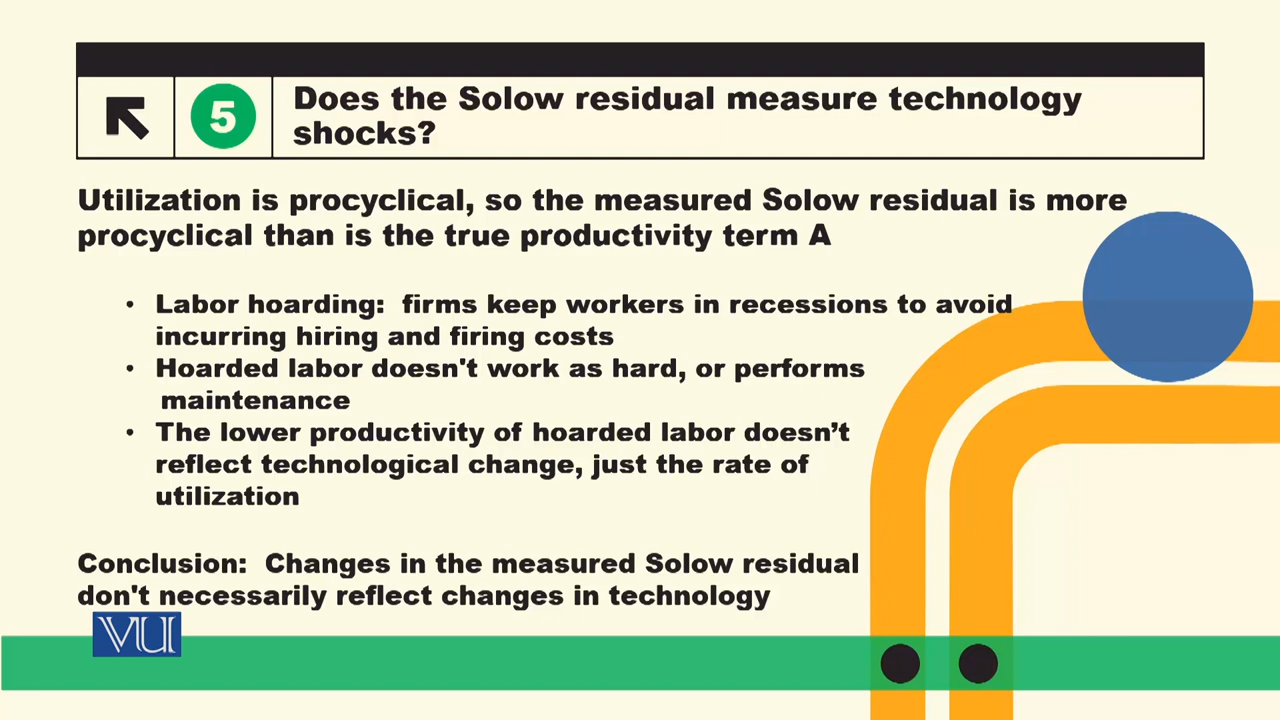 5
Does the Solow residual measure technology
shocks?
Utilization is procyclical, so the measured Solow residual is more
procyclical than is the true productivity term A
• Labor hoarding:  firms keep workers in recessions to avoid
incurring hiring and firing costs
• Hoarded labor doesn't work as hard, or performs
maintenance
• The lower productivity of hoarded labor doesn’t
reflect technological change, just the rate of
utilization
Conclusion:  Changes in the measured Solow residual
don't necessarily reflect changes in technology
VU